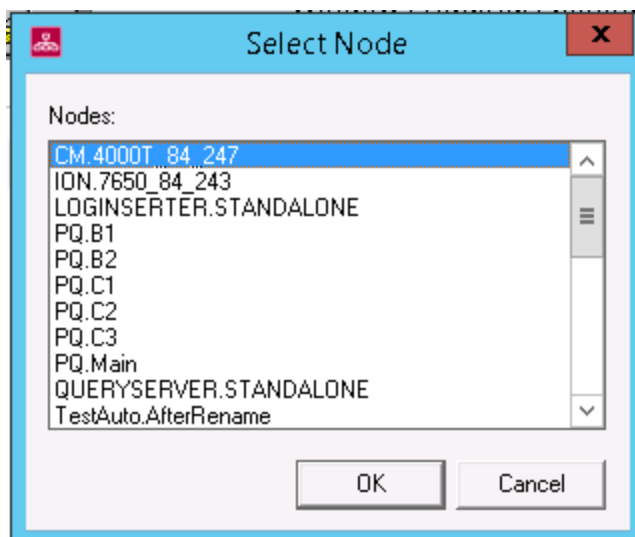 Select Node
x
Nodes:
CM.4000T_84_247
ION.7650_84_243
LOGINSERTER.STANDALONE
PQ.B1
PQ.B2
PQ.C1
PQ.C2
PQ.C3
PQ.Main
QUERYSERVER.STANDALONE
TestAuto.AfterRename
OK
Cancel